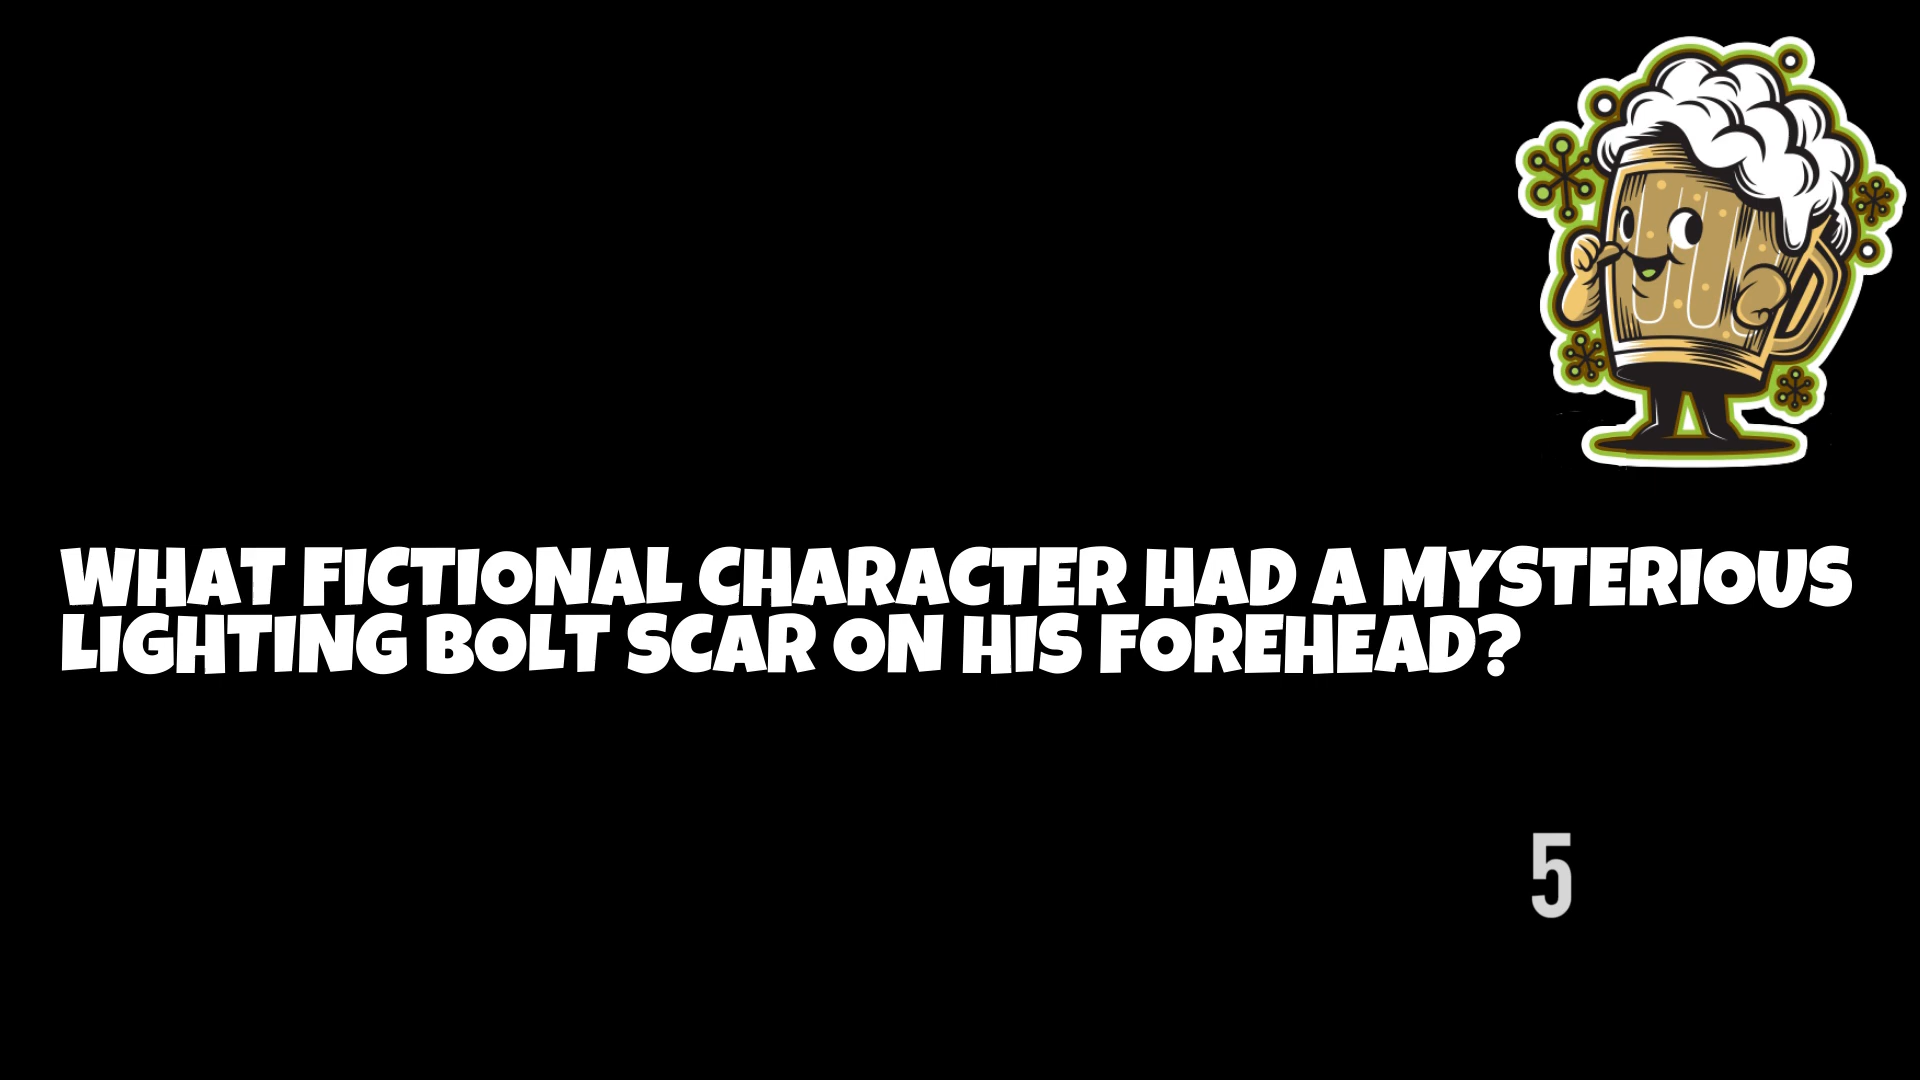 WHAT FICTIONAL CHARACTER HAD A MYSTERIOUS
LIGHTING BOLT SCAR ON HIS FOREHEAD?
5